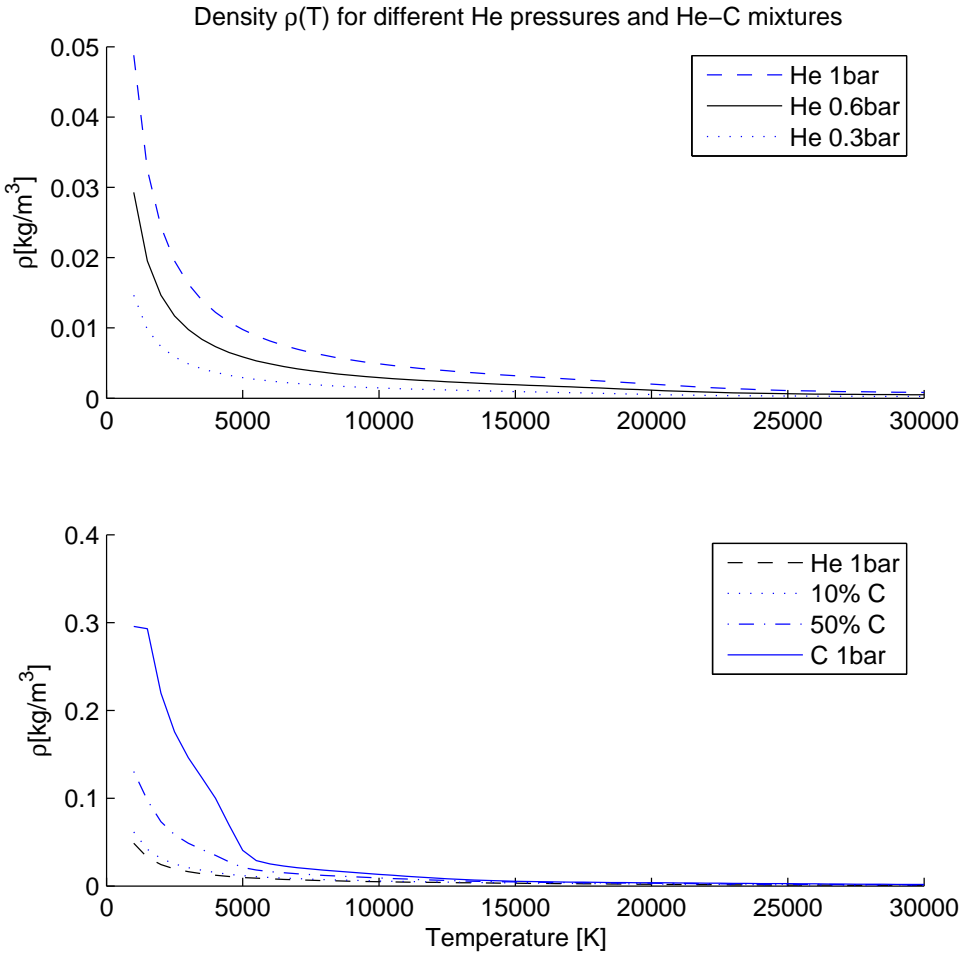 Density ρ(T) for different He pressures and He−C mixtures
0.05
0.04
0.03
0.02
0.01
0
ρ[kg/m³]
He 1bar
He 0.6bar
He 0.3bar
0 5000 10000 15000 20000 25000 30000
0.4
0.3
0.2
0.1
0
ρ[kg/m³]
He 1bar
10% C
50% C
C 1bar
0 5000 10000 15000 20000 25000 30000
Temperature [K]